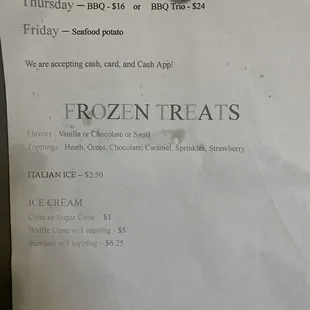 Thursday — BBQ - $16 or BBQ Trio - $24
Friday — Seafood potato
We are accepting cash, card, and Cash App!
FROZEN TREATS
Flavors: Vanilla or Chocolate or Swirl
Toppings: Heath, Oreos, Chocolate, Caramel, Sprinkles, Strawberry
ITALIAN ICE – $2.50
ICE CREAM
Cone or Sugar Cone - $1
Waffle Cone w/ 1 topping - $5
Sundaes w/ 1 topping – $6.25